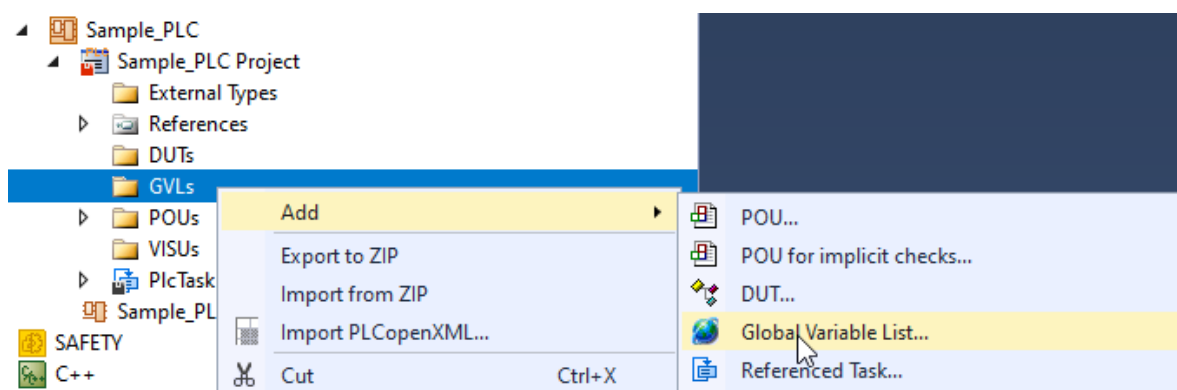 Sample_PLC
Sample_PLC Project
External Types
References
DUTs
GVLs
POUs
VISUs
PlcTask
Sample_PL
SAFETY
C++
Add
Export to ZIP
Import from ZIP
Import PLCopenXML...
Cut Ctrl+X
POU...
POU for implicit checks...
DUT...
Global Variable List...
Referenced Task...